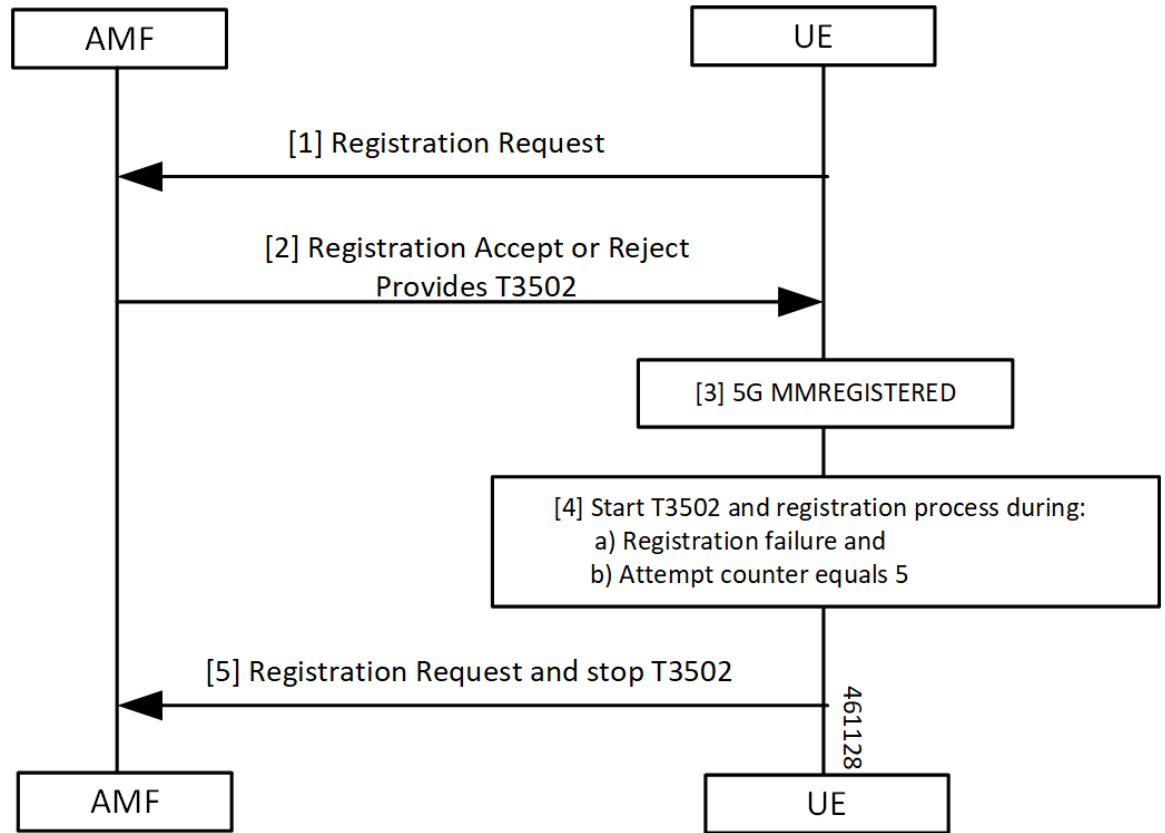 AMF
UE
[1] Registration Request
[2] Registration Accept or Reject
Provides T3502
[3] 5G MMREGISTERED
[4] Start T3502 and registration process during:
a) Registration failure and
b) Attempt counter equals 5
[5] Registration Request and stop T3502
461128
AMF
UE